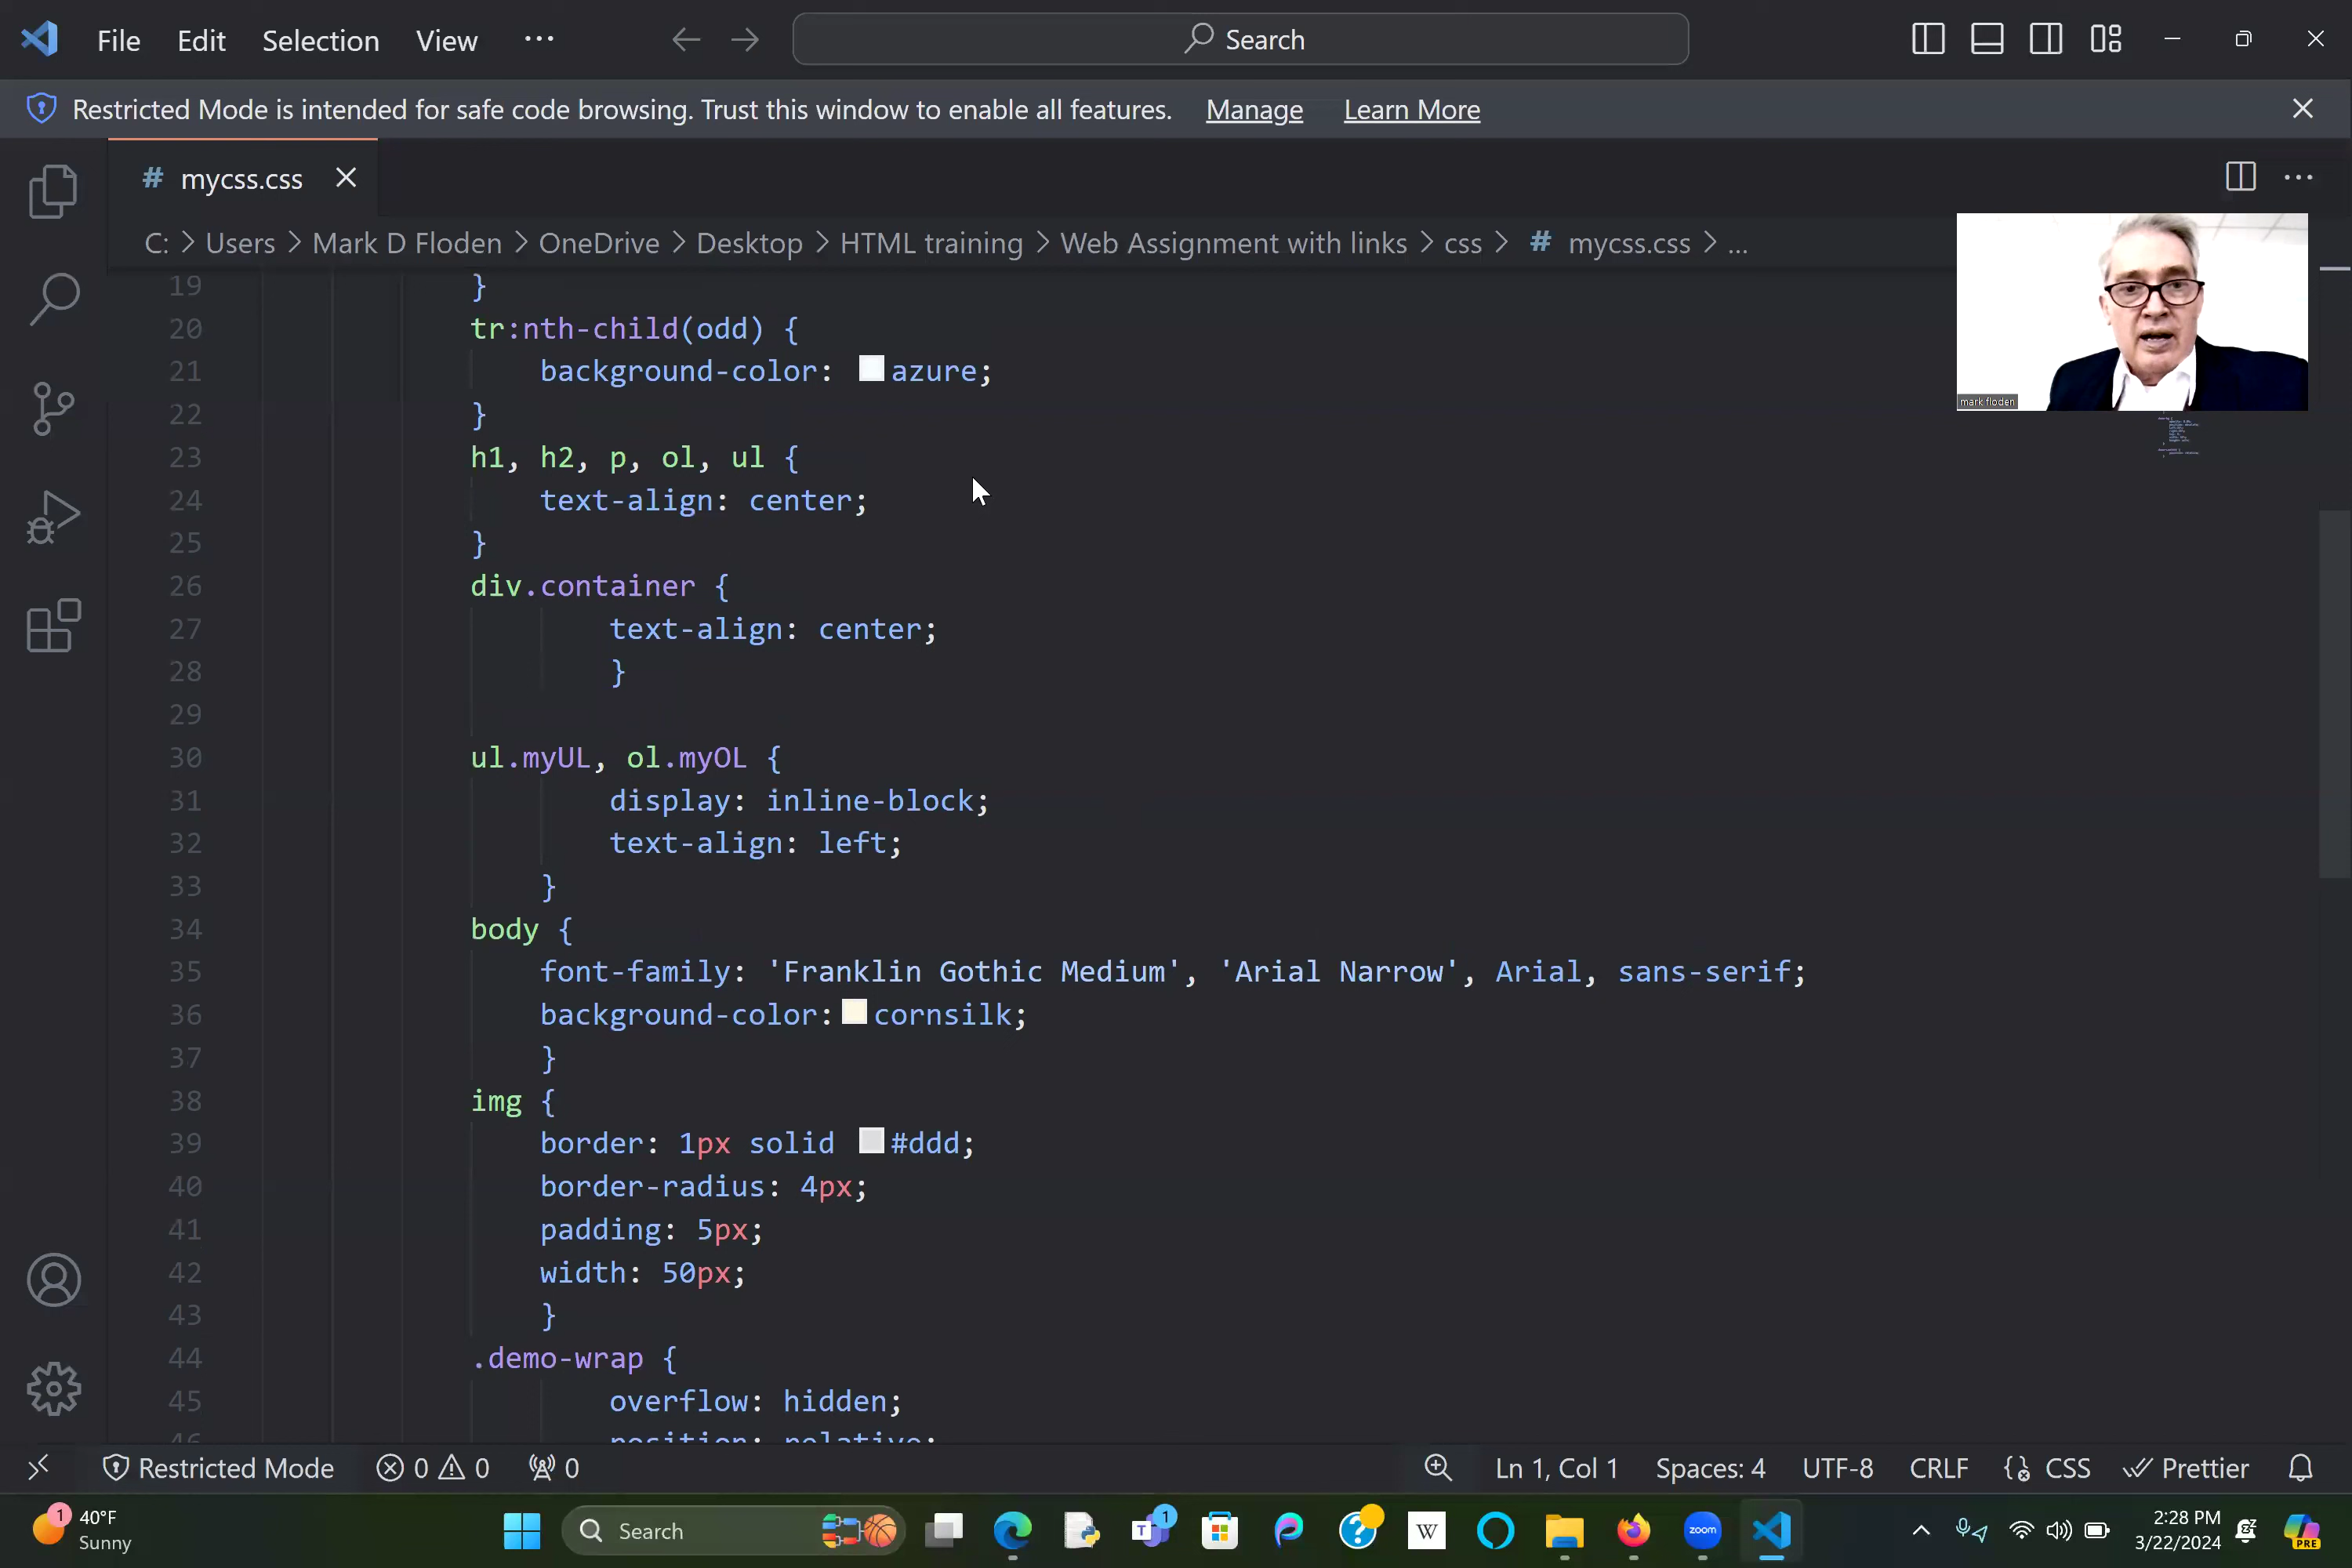 File Edit Selection View ··· Search
Restricted Mode is intended for safe code browsing. Trust this window to enable all features. Manage Learn More
# mycss.css
C: > Users > Mark D Floden > OneDrive > Desktop > HTML training > Web Assignment with links > css > # mycss.css > ...
mark floden
19 }
20 tr:nth-child(odd) {
21 background-color: azure;
22 }
23 h1, h2, p, ol, ul {
24 text-align: center;
25 }
26 div.container {
27 text-align: center;
28 }
29
30 ul.myUL, ol.myOL {
31 display: inline-block;
32 text-align: left;
33 }
34 body {
35 font-family: 'Franklin Gothic Medium', 'Arial Narrow', Arial, sans-serif;
36 background-color: cornsilk;
37 }
38 img {
39 border: 1px solid #ddd;
40 border-radius: 4px;
41 padding: 5px;
42 width: 50px;
43 }
44 .demo-wrap {
45 overflow: hidden;
46 position: relative;
Restricted Mode 0 0 0 Ln 1, Col 1 Spaces: 4 UTF-8 CRLF {} CSS Prettier
1 40°F
Sunny
Search
T 1
W
zoom
2:28 PM
3/22/2024
PRE